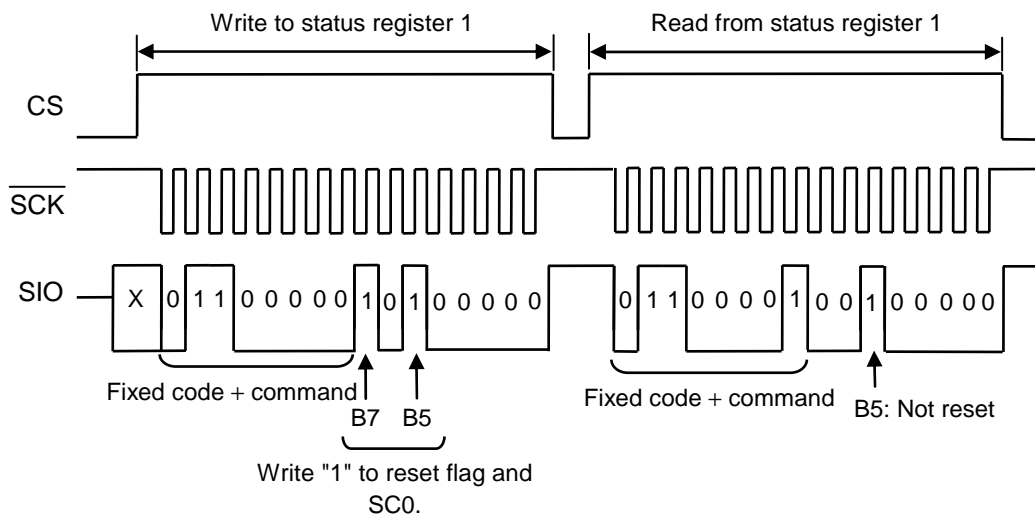 Write to status register 1 Read from status register 1
CS
SCK
SIO X 0 1 1 0 0 0 0 0 1 0 1 0 0 0 0 0 0 1 1 0 0 0 0 1 0 0 1 0 0 0 0 0
Fixed code + command Fixed code + command
B7 B5 B5: Not reset
Write "1" to reset flag and
SC0.